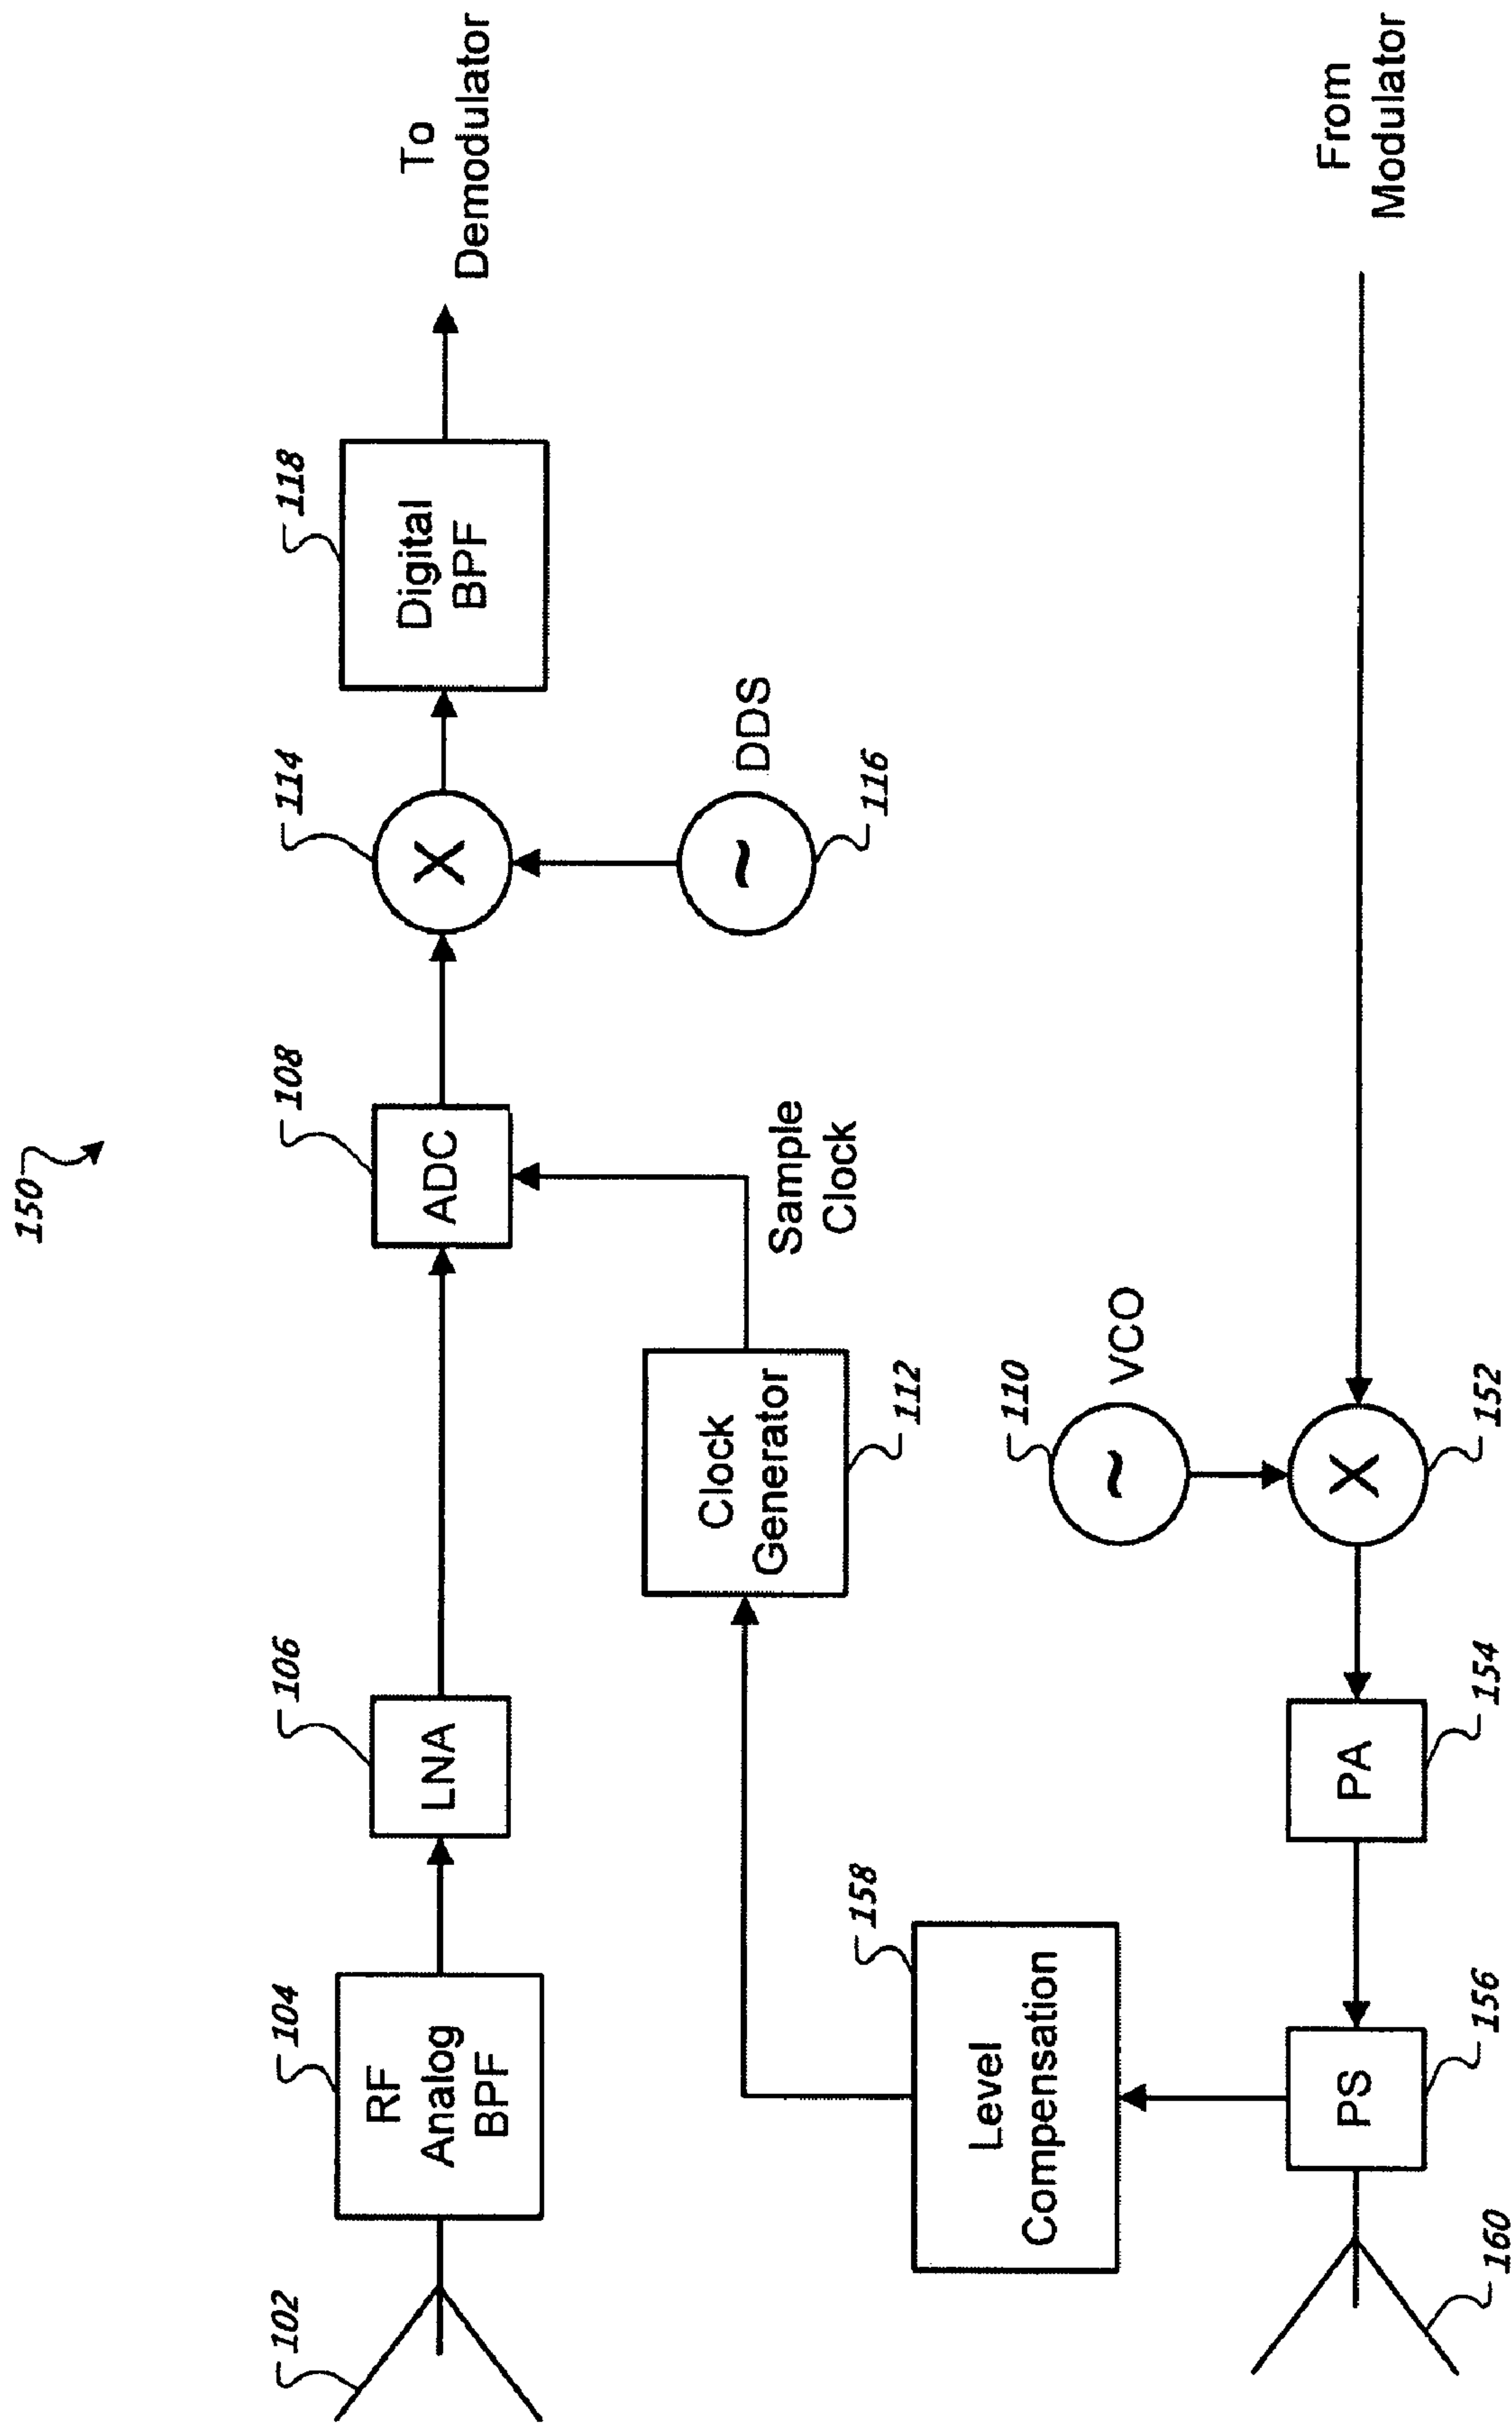 150
102
104
RF
Analog
BPF
106
LNA
108
ADC
114
X
118
Digital
BPF
To
Demodulator
Clock
Generator
112
Sample
Clock
~
DDS
116
158
Level
Compensation
110
~
VCO
160
PS
156
PA
154
X
152
From
Modulator